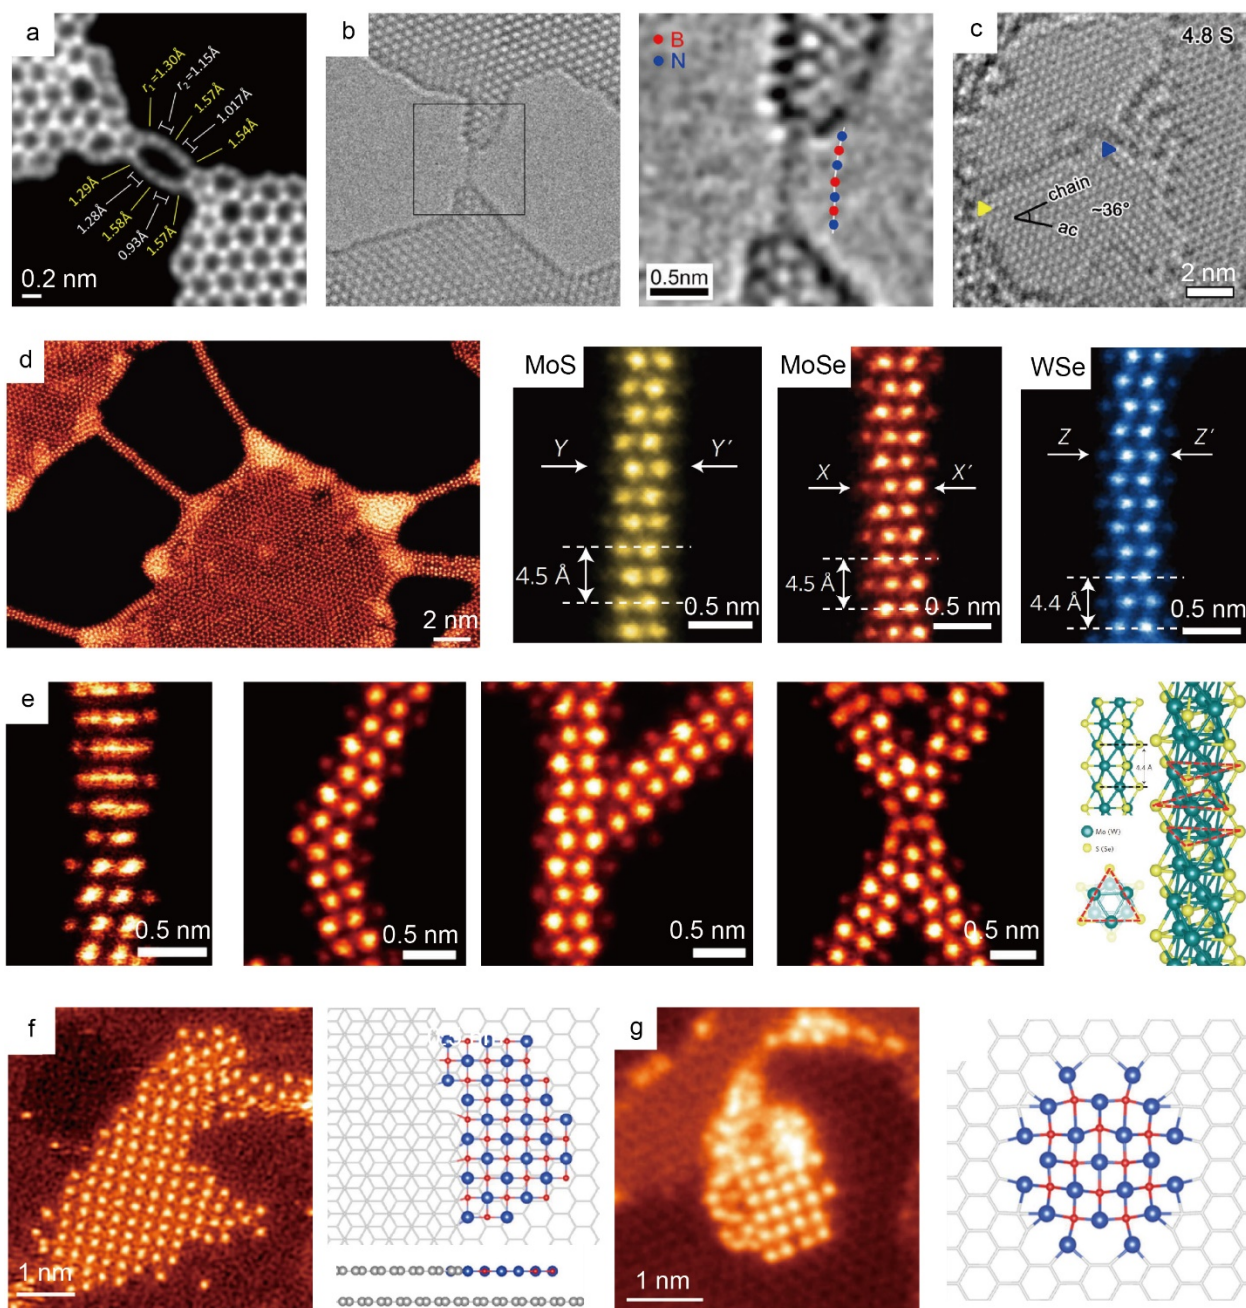 a
r₁ =1.30Å
r₂ =1.15Å
1.57Å
1.017Å
1.54Å
1.29Å
1.28Å
1.58Å
0.93Å
1.57Å
0.2 nm
b
B
N
0.5nm
c
4.8 S
chain
~36°
ac
2 nm
d
2 nm
MoS
Y
Y′
4.5 Å
0.5 nm
MoSe
X
X′
4.5 Å
0.5 nm
WSe
Z
Z′
4.4 Å
0.5 nm
e
0.5 nm
0.5 nm
0.5 nm
0.5 nm
4.4 Å
Mo (W)
S (Se)
f
1 nm
g
1 nm